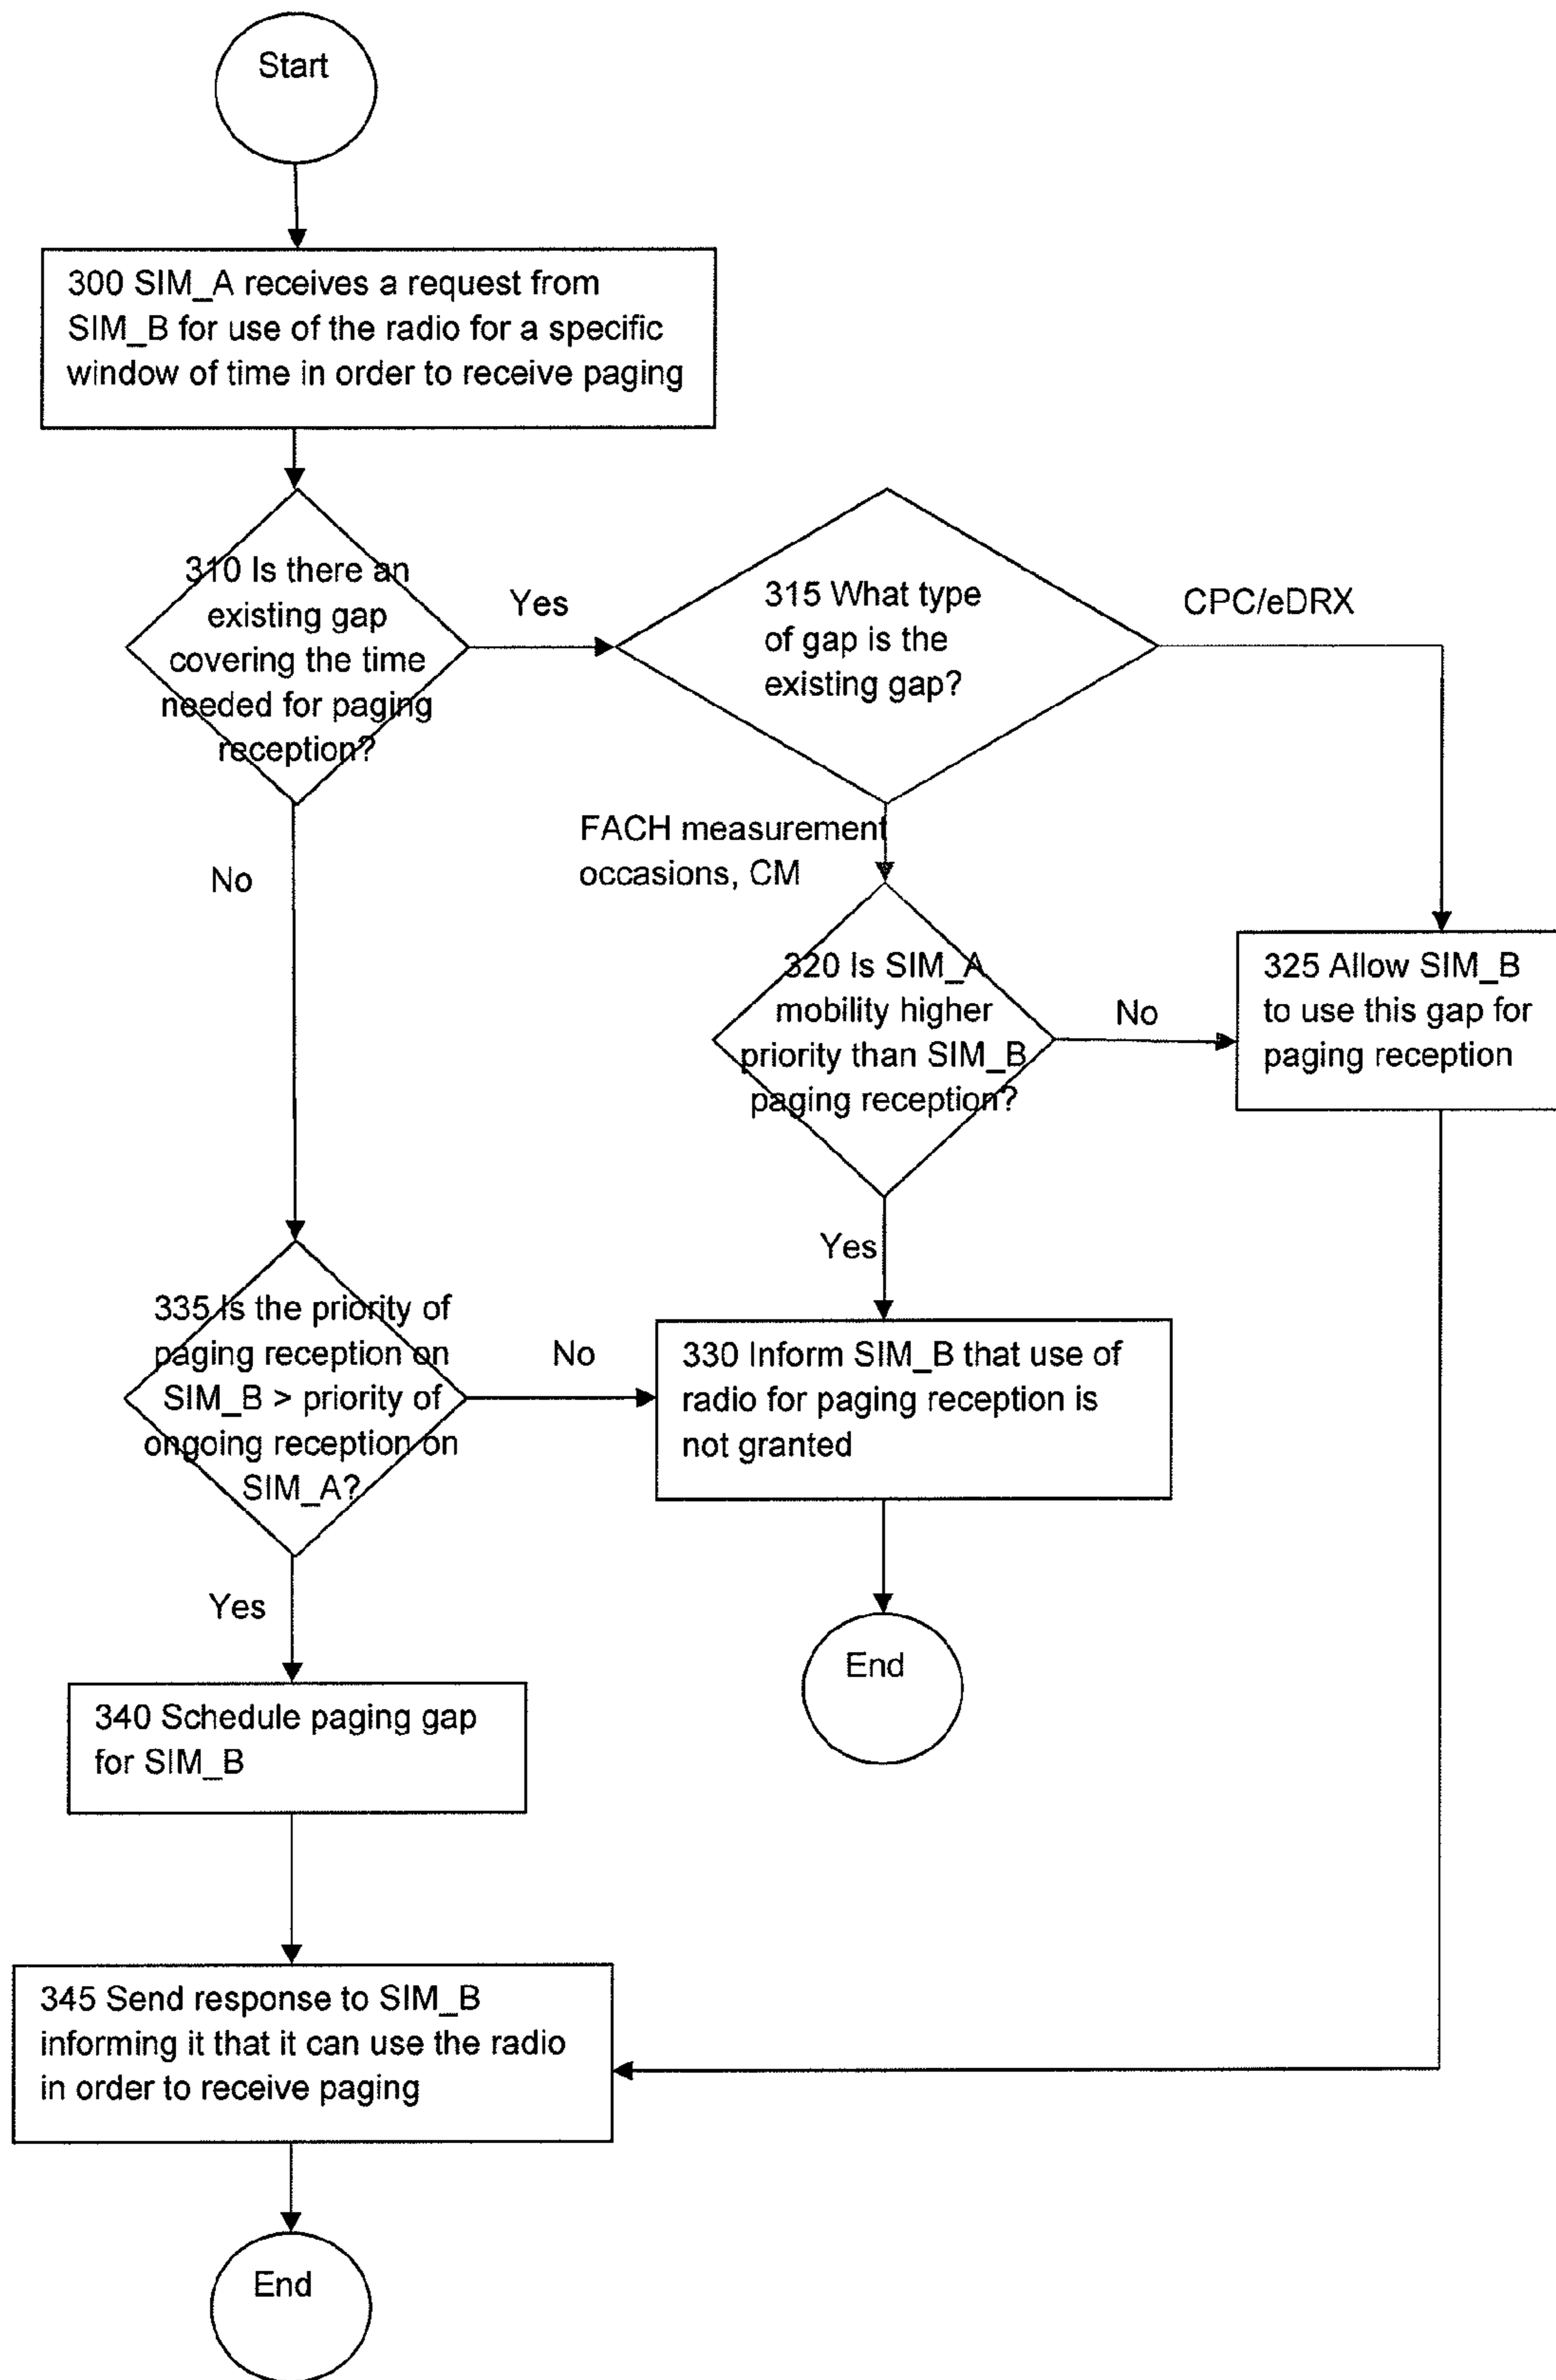 Start
300 SIM_A receives a request from
SIM_B for use of the radio for a specific
window of time in order to receive paging
310 Is there an
existing gap
covering the time
needed for paging
reception?
Yes
315 What type
of gap is the
existing gap?
CPC/eDRX
FACH measurement
occasions, CM
No
320 Is SIM_A
mobility higher
priority than SIM_B
paging reception?
No
325 Allow SIM_B
to use this gap for
paging reception
Yes
335 Is the priority of
paging reception on
SIM_B > priority of
ongoing reception on
SIM_A?
No
330 Inform SIM_B that use of
radio for paging reception is
not granted
Yes
End
340 Schedule paging gap
for SIM_B
345 Send response to SIM_B
informing it that it can use the radio
in order to receive paging
End